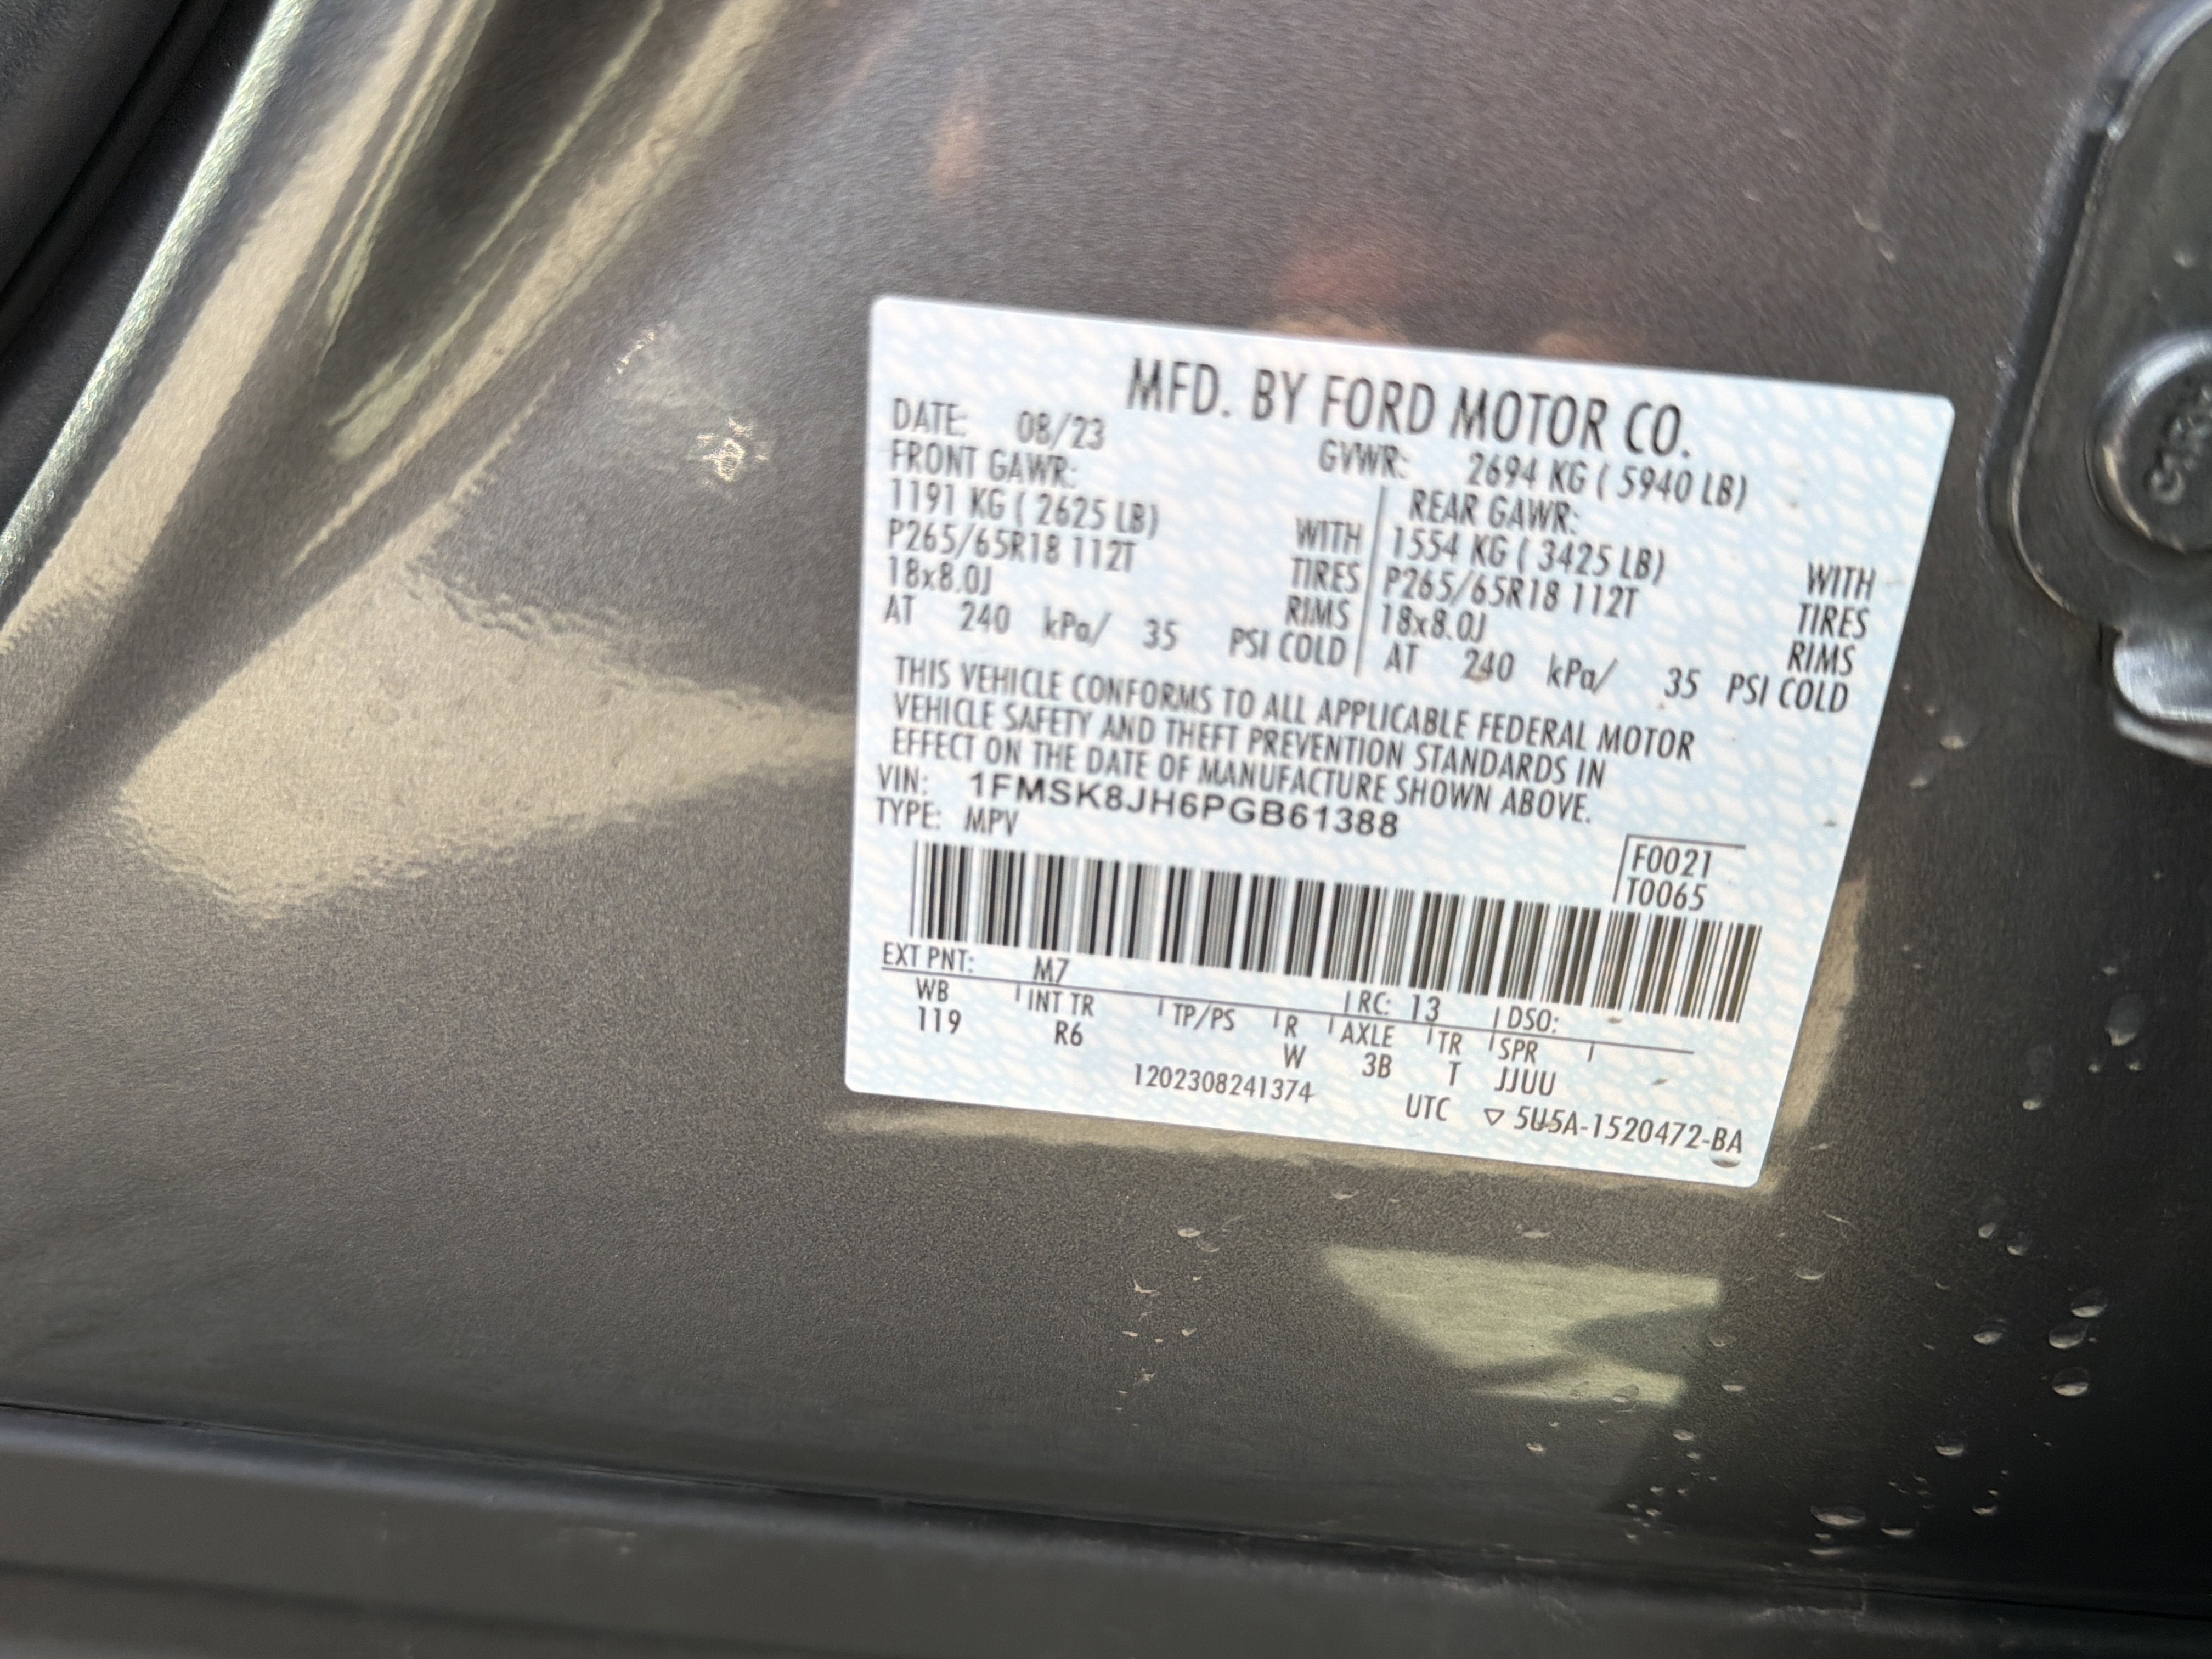 MFD. BY FORD MOTOR CO.
DATE: 08/23 GVWR: 2694 KG ( 5940 LB)
FRONT GAWR: REAR GAWR:
1191 KG ( 2625 LB) WITH 1554 KG ( 3425 LB) WITH
P265/65R18 112T TIRES P265/65R18 112T TIRES
18x8.0J RIMS 18x8.0J RIMS
AT 240 kPa/ 35 PSI COLD AT 240 kPa/ 35 PSI COLD
THIS VEHICLE CONFORMS TO ALL APPLICABLE FEDERAL MOTOR
VEHICLE SAFETY AND THEFT PREVENTION STANDARDS IN
EFFECT ON THE DATE OF MANUFACTURE SHOWN ABOVE.
VIN: 1FMSK8JH6PGB61388
TYPE: MPV
F0021
T0065
EXT PNT: M7 RC: 13 DSO:
WB INT TR TP/PS R AXLE TR SPR
119 R6 W 3B T JJUU
1202308241374 UTC ▽ 5U5A-1520472-BA